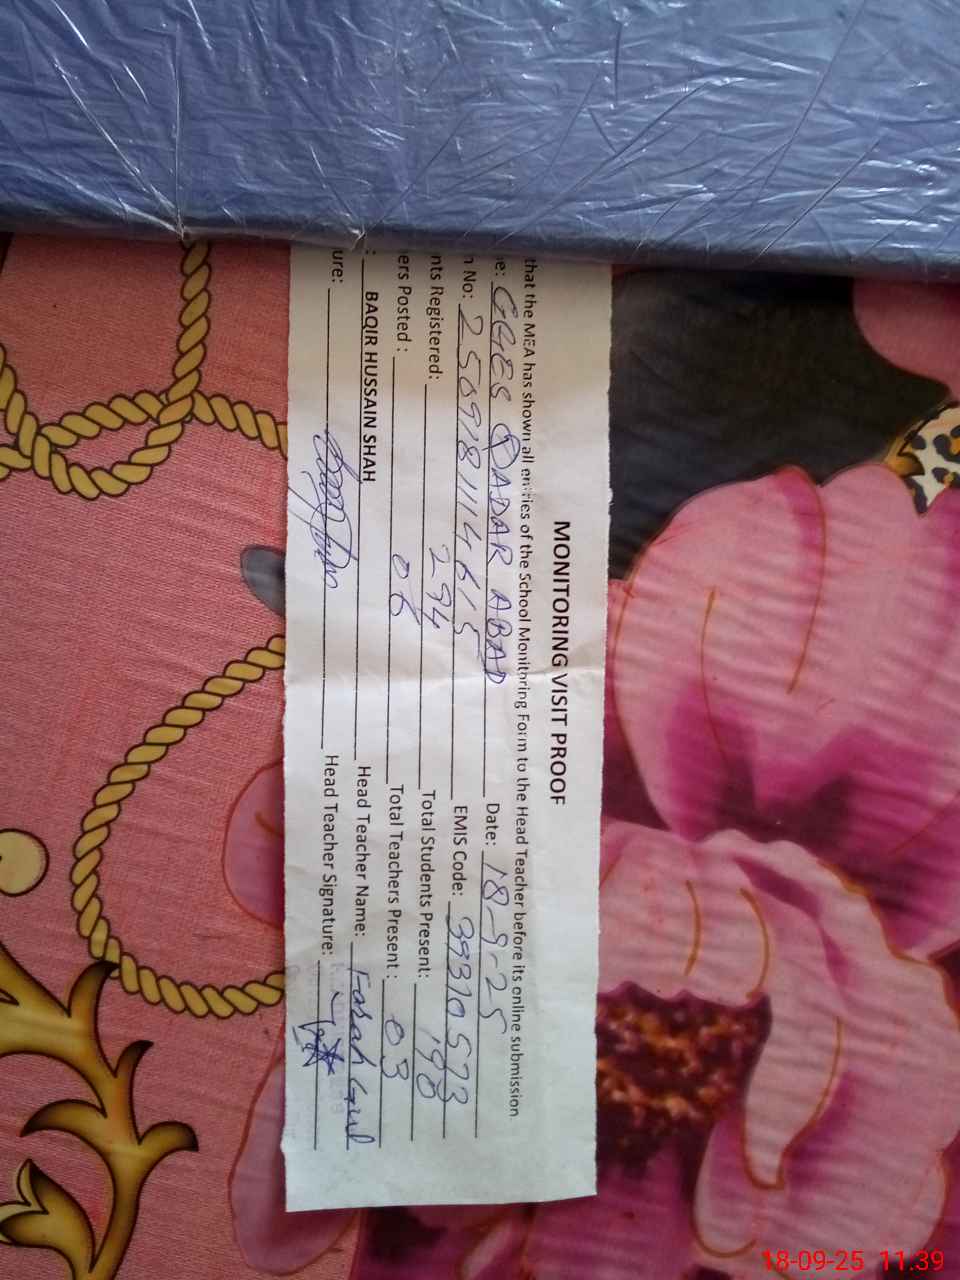 MONITORING VISIT PROOF
that the MEA has shown all entries of the School Monitoring Form to the Head Teacher before its online submission.
e: GGES QADAR ABAD Date: 18-9-25
n No: 2509181114615 EMIS Code: 39310573
nts Registered: 294 Total Students Present: 190
ers Posted : 06 Total Teachers Present : 03
: BAQIR HUSSAIN SHAH Head Teacher Name: Farah Gul
ure: Head Teacher Signature:
18-09-25 11:39